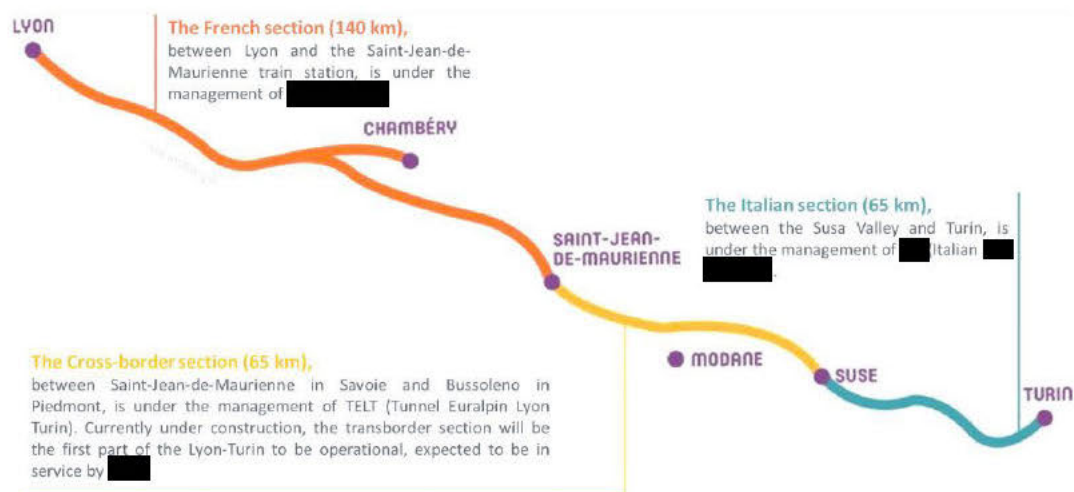 LYON
The French section (140 km),
between Lyon and the Saint-Jean-de-
Maurienne train station, is under the
management of
CHAMBÉRY
The Italian section (65 km),
between the Susa Valley and Turin, is
under the management of (Italian
.
SAINT-JEAN-
DE-MAURIENNE
The Cross-border section (65 km),
between Saint-Jean-de-Maurienne in Savoie and Bussoleno in
Piedmont, is under the management of TELT (Tunnel Euralpin Lyon
Turin). Currently under construction, the transborder section will be
the first part of the Lyon-Turin to be operational, expected to be in
service by
MODANE
SUSE
TURIN